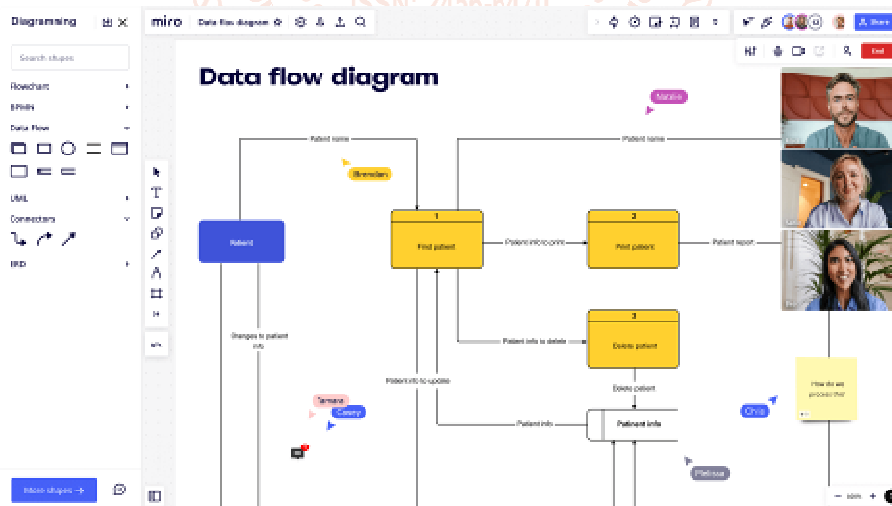 Diagramming
miro
Data flow diagram
Share
Search shapes
End
Flowchart
BPMN
Data Flow
UML
Connectors
ERD
More shapes →
Data flow diagram
Natalie
Patient name
Patient name
Brendan
1
2
Patient
Find patient
Patient info to print
Print patient
Patient report
3
Changes to patient
info
Patient info to delete
Delete patient
Patient info to update
Delete patient
How do we
process this?
Tamara
Casey
Chris
Patient info
Patinent info
Melissa
100%